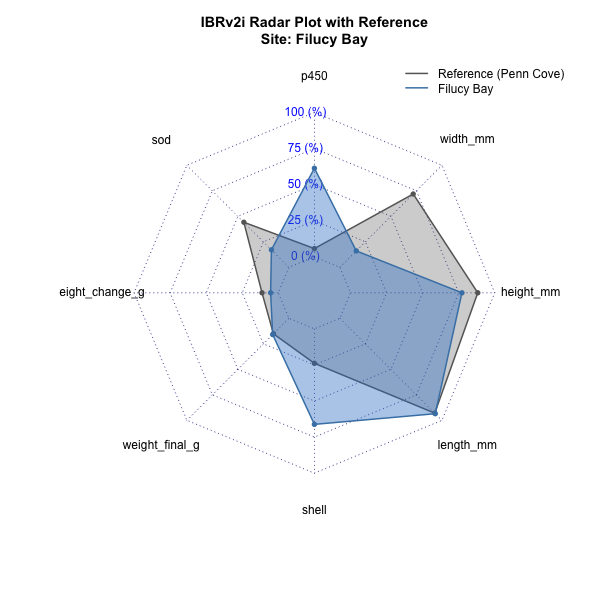 IBRv2i Radar Plot with Reference
Site: Filucy Bay
p450
Reference (Penn Cove)
Filucy Bay
100 (%)
75 (%)
50 (%)
25 (%)
0 (%)
width_mm
sod
eight_change_g
height_mm
weight_final_g
length_mm
shell